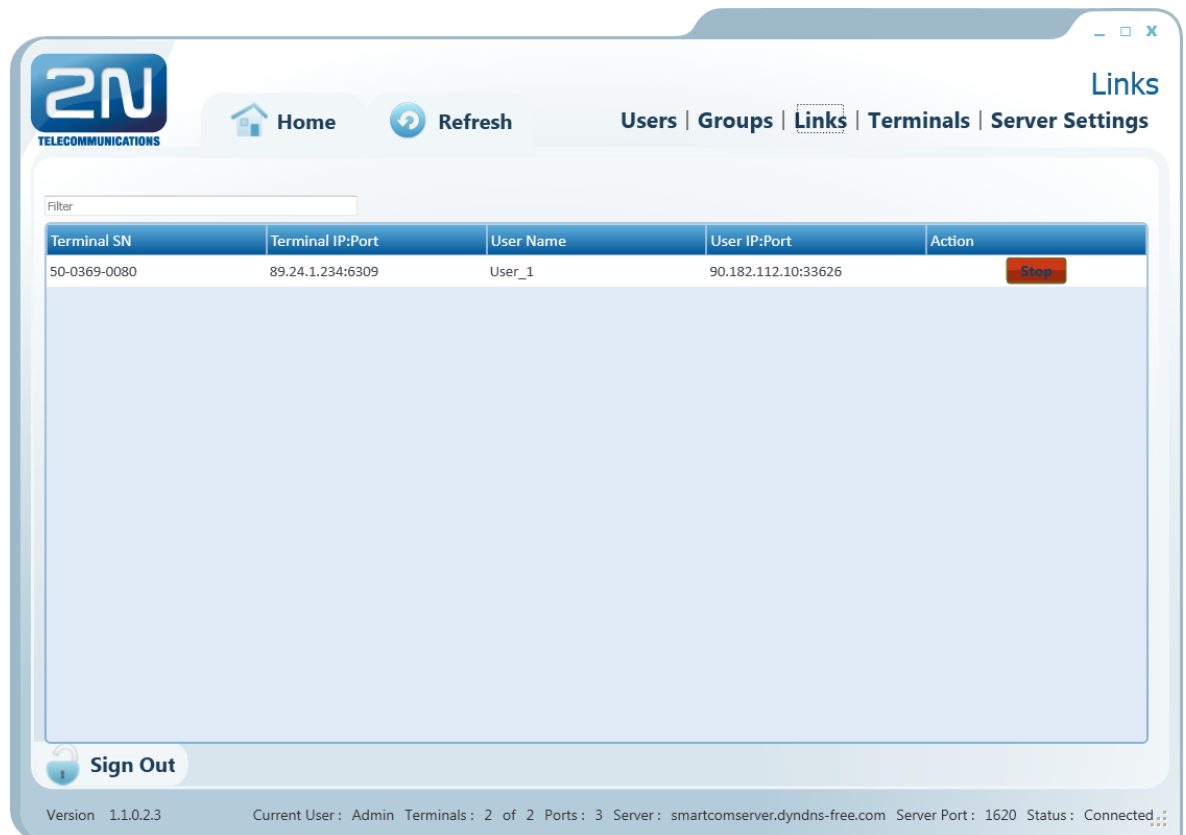 Links
2N
TELECOMMUNICATIONS
Home Refresh Users | Groups | Links | Terminals | Server Settings
Filter
Terminal SN Terminal IP:Port User Name User IP:Port Action
50-0369-0080 89.24.1.234:6309 User_1 90.182.112.10:33626 Stop
Sign Out
Version 1.1.0.2.3 Current User : Admin Terminals : 2 of 2 Ports : 3 Server : smartcomserver.dyndns-free.com Server Port : 1620 Status : Connected